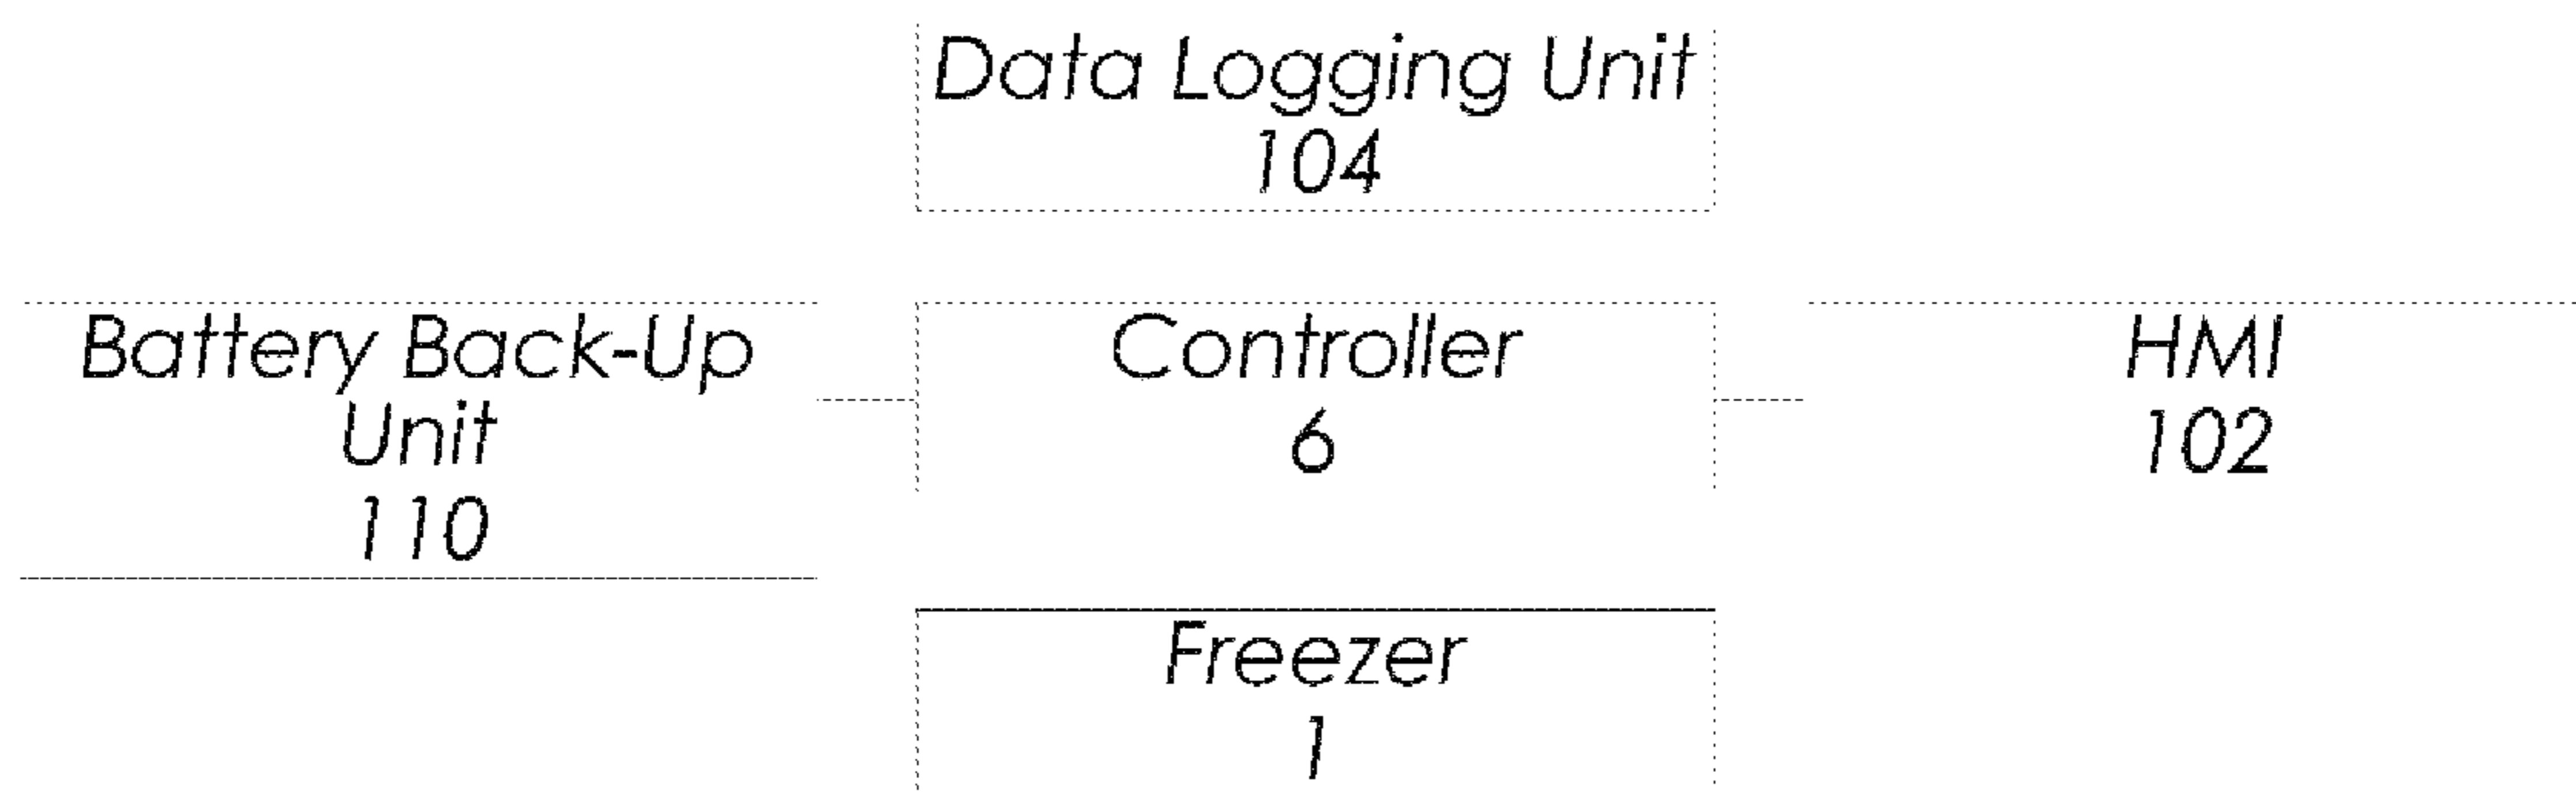 Data Logging Unit
104
Battery Back-Up
Unit
110
Controller
6
HMI
102
Freezer
1